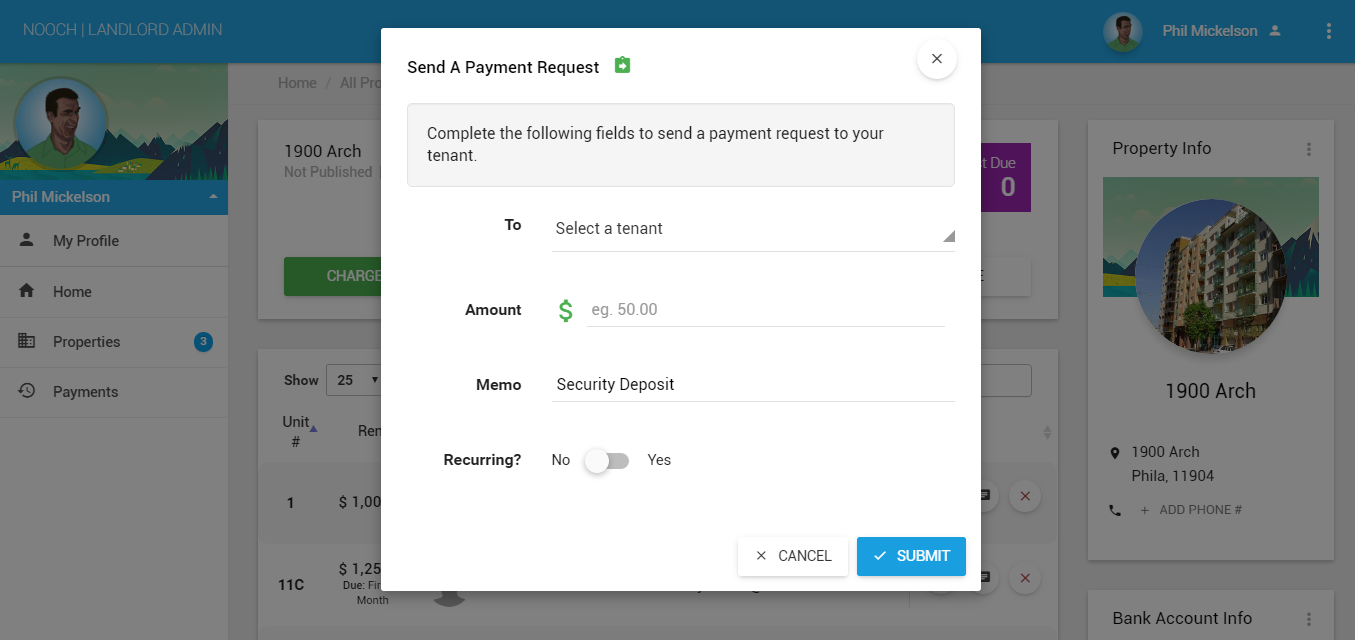 NOOCH | LANDLORD ADMIN
Phil Mickelson
Phil Mickelson
My Profile
Home
Properties 3
Payments
Home / All
1900 Arch
Not Published |
CHARGE
Due
0
Show 25
Unit
#
1 $ 1,00
11C $ 1,25
Due:
Month
Send A Payment Request
Complete the following fields to send a payment request to your
tenant.
To Select a tenant
Amount $ eg. 50.00
Memo Security Deposit
Recurring? No Yes
CANCEL SUBMIT
Property Info
1900 Arch
1900 Arch
Phila, 11904
+ ADD PHONE #
Bank Account Info